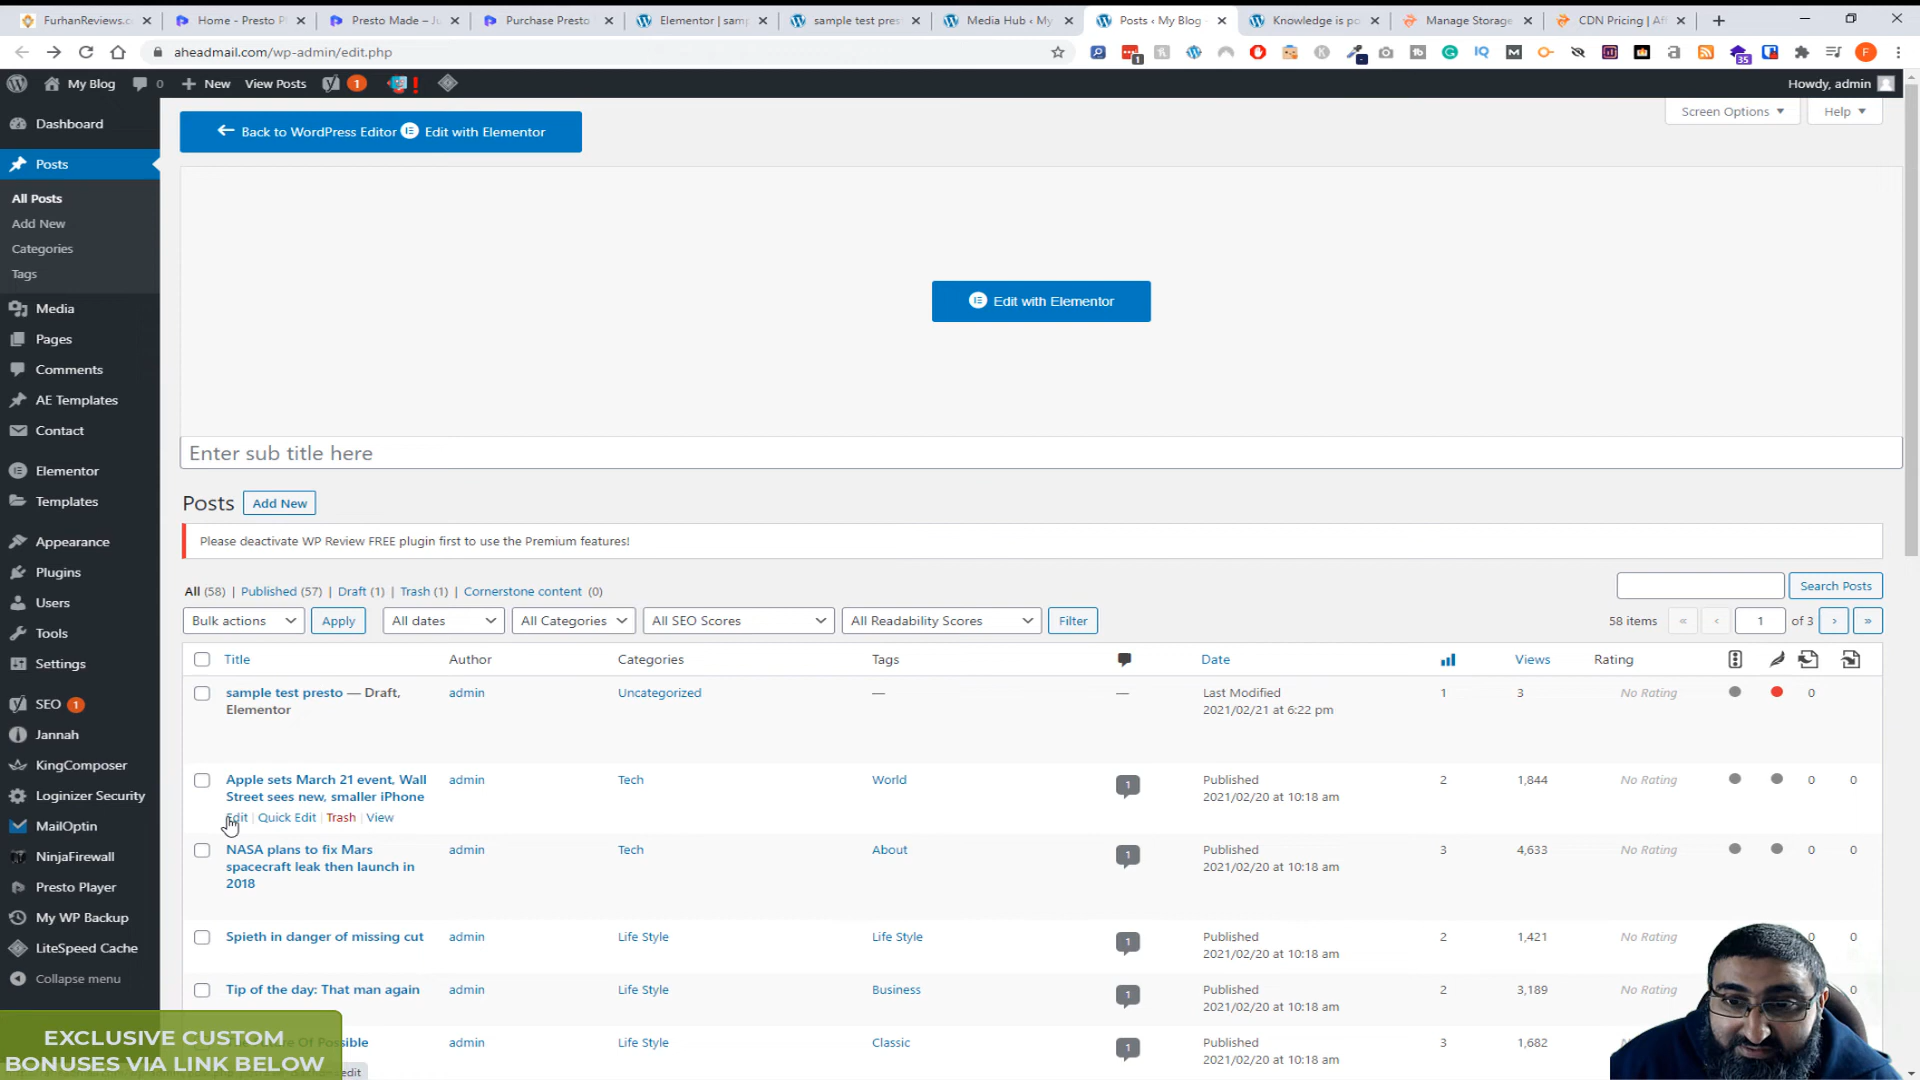 FurhanReviews.c
Home - Presto P
Presto Made – Ju
Purchase Presto
Elementor | sam
sample test pres
Media Hub ‹ My
Posts ‹ My Blog
Knowledge is po
Manage Storage
CDN Pricing | Af
aheadmail.com/wp-admin/edit.php
My Blog
0
New
View Posts
1
Howdy, admin
Screen Options
Help
Back to WordPress Editor
Edit with Elementor
Edit with Elementor
Enter sub title here
Dashboard
Posts
All Posts
Add New
Categories
Tags
Media
Pages
Comments
AE Templates
Contact
Elementor
Templates
Appearance
Plugins
Users
Tools
Settings
SEO 1
Jannah
KingComposer
Loginizer Security
MailOptin
NinjaFirewall
Presto Player
My WP Backup
LiteSpeed Cache
Collapse menu
Posts
Add New
Please deactivate WP Review FREE plugin first to use the Premium features!
All (58) | Published (57) | Draft (1) | Trash (1) | Cornerstone content (0)
Search Posts
Bulk actions
Apply
All dates
All Categories
All SEO Scores
All Readability Scores
Filter
58 items « ‹ 1 of 3 › »
Title
Author
Categories
Tags
Date
Views
Rating
sample test presto — Draft,
Elementor
admin
Uncategorized
—
—
Last Modified
2021/02/21 at 6:22 pm
1
3
No Rating
0
Apple sets March 21 event, Wall
Street sees new, smaller iPhone
Edit | Quick Edit | Trash | View
admin
Tech
World
1
Published
2021/02/20 at 10:18 am
2
1,844
No Rating
0
0
NASA plans to fix Mars
spacecraft leak then launch in
2018
admin
Tech
About
1
Published
2021/02/20 at 10:18 am
3
4,633
No Rating
0
0
Spieth in danger of missing cut
admin
Life Style
Life Style
1
Published
2021/02/20 at 10:18 am
2
1,421
No Rating
0
0
Tip of the day: That man again
admin
Life Style
Business
1
Published
2021/02/20 at 10:18 am
2
3,189
No Rating
0
Of Possible
admin
Life Style
Classic
1
Published
2021/02/20 at 10:18 am
3
1,682
No Rating
0
EXCLUSIVE CUSTOM
BONUSES VIA LINK BELOW